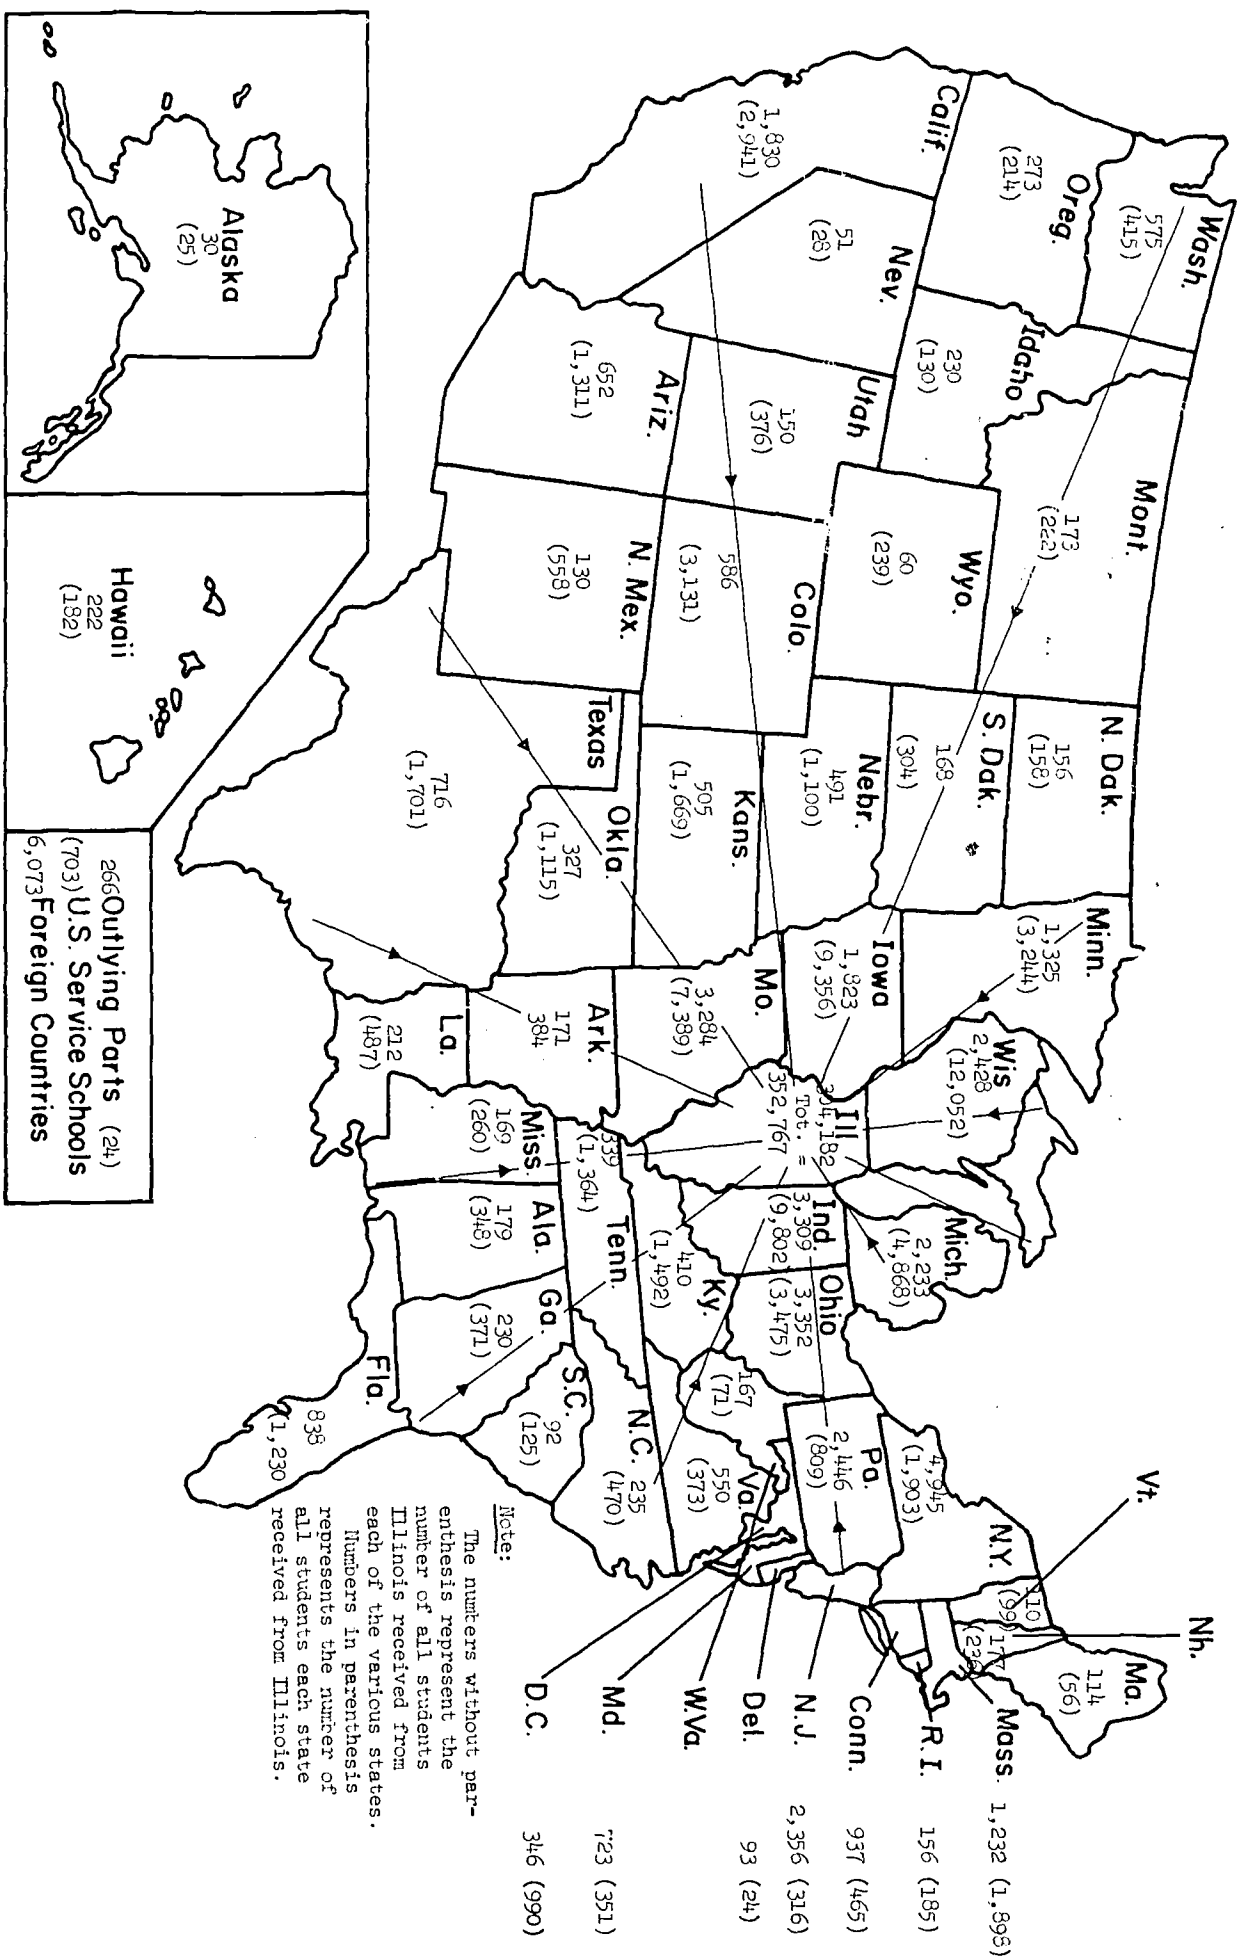 Wash.
575
(415)
Oreg.
273
(214)
Calif.
1,830
(2,941)
Nev.
51
(28)
Idaho
230
(130)
Mont.
173
(222)
Wyo.
60
(239)
Utah
150
(376)
Colo.
586
(3,131)
Ariz.
652
(1,311)
N. Mex.
130
(558)
N. Dak.
156
(158)
S. Dak.
168
(304)
Nebr.
491
(1,100)
Kans.
505
(1,669)
Okla.
327
(1,115)
Texas
716
(1,701)
Minn.
1,325
(3,244)
Iowa
1,823
(9,356)
Mo.
3,284
(7,389)
Ark.
171
384
La.
212
(487)
Wis
2,428
(12,052)
Ill
394,182
Tot. =
352,767
Mich.
2,233
(4,868)
Ind.
3,309
(9,802)
Ohio
3,352
(3,475)
Ky.
410
(1,492)
Tenn.
339
(1,364)
Miss.
169
(260)
Ala.
179
(348)
Ga.
230
(371)
Fla.
838
(1,230
S.C.
92
(125)
N.C.
235
(470)
Va.
550
(373)
167
(71)
Pa.
2,446
(809)
N.Y.
4,945
(1,903)
Vt.
(99)
Nh.
177
Ma.
114
(56)
Mass. 1,232 (1,898)
R.I. 156 (185)
Conn. 937 (465)
N.J. 2,356 (316)
Del. 93 (24)
W.Va.
Md. 723 (351)
D.C. 346 (990)
Alaska
30
(25)
Hawaii
222
(182)
266 Outlying Parts (24)
(703) U.S. Service Schools
6,073 Foreign Countries
Note:
The numbers without par-
enthesis represent the
number of all students
Illinois received from
each of the various states.
Numbers in parenthesis
represents the number of
all students each state
received from Illinois.